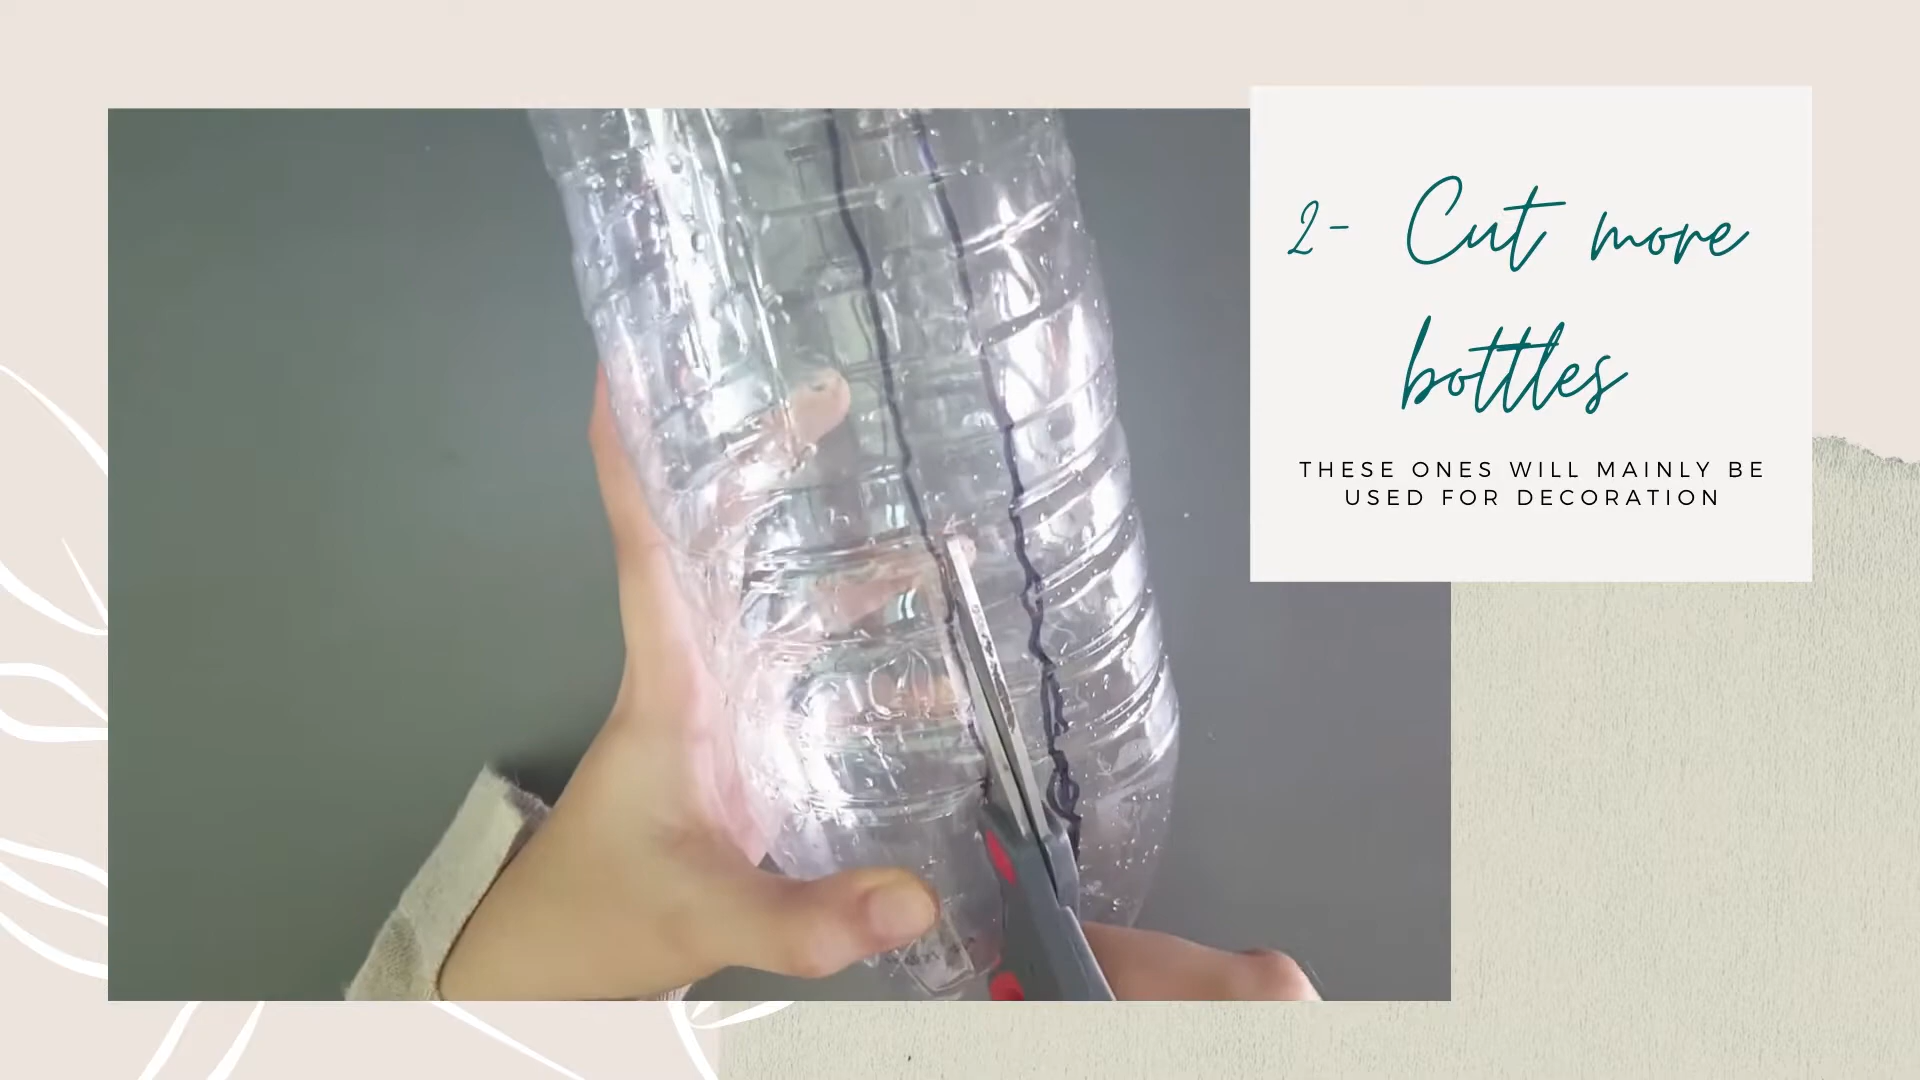 2- Cut more
bottles
THESE ONES WILL MAINLY BE
USED FOR DECORATION